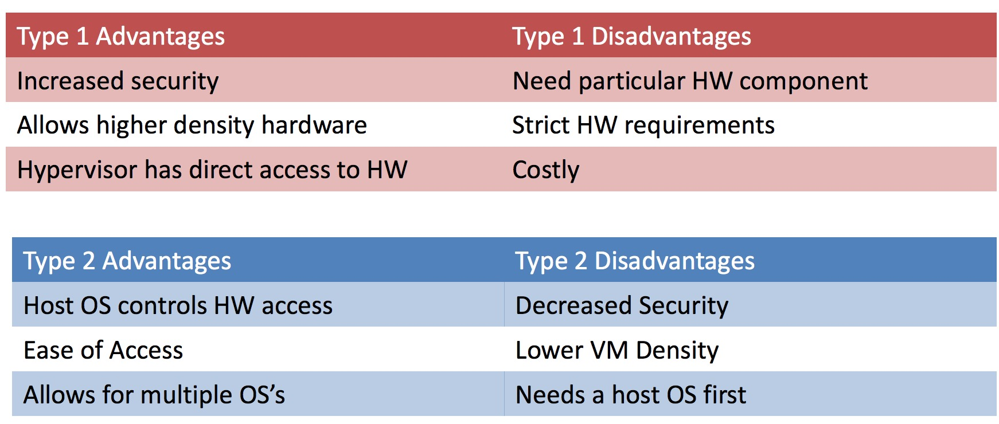 Type 1 Advantages Type 1 Disadvantages
Increased security Need particular HW component
Allows higher density hardware Strict HW requirements
Hypervisor has direct access to HW Costly
Type 2 Advantages Type 2 Disadvantages
Host OS controls HW access Decreased Security
Ease of Access Lower VM Density
Allows for multiple OS’s Needs a host OS first